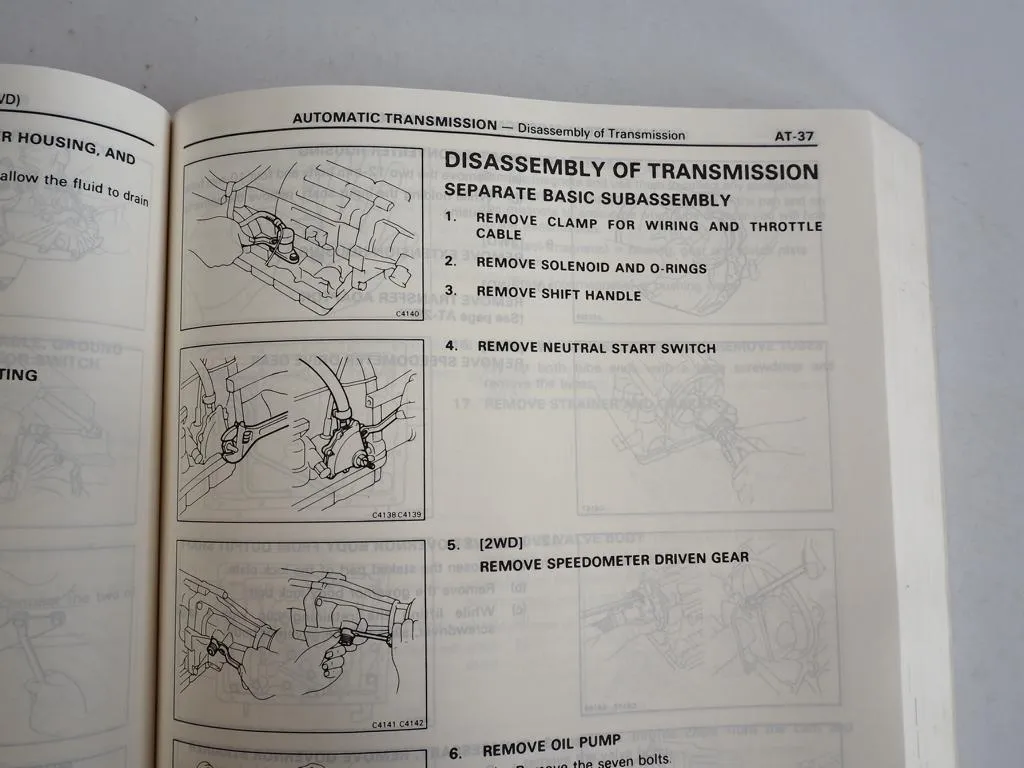 WD)
R HOUSING, AND
allow the fluid to drain
TING
AUTOMATIC TRANSMISSION — Disassembly of Transmission AT-37
DISASSEMBLY OF TRANSMISSION
SEPARATE BASIC SUBASSEMBLY
1. REMOVE CLAMP FOR WIRING AND THROTTLE
CABLE
2. REMOVE SOLENOID AND O-RINGS
3. REMOVE SHIFT HANDLE
C4140
4. REMOVE NEUTRAL START SWITCH
C4138 C4139
5. [2WD]
REMOVE SPEEDOMETER DRIVEN GEAR
C4141 C4142
6. REMOVE OIL PUMP
Remove the seven bolts.